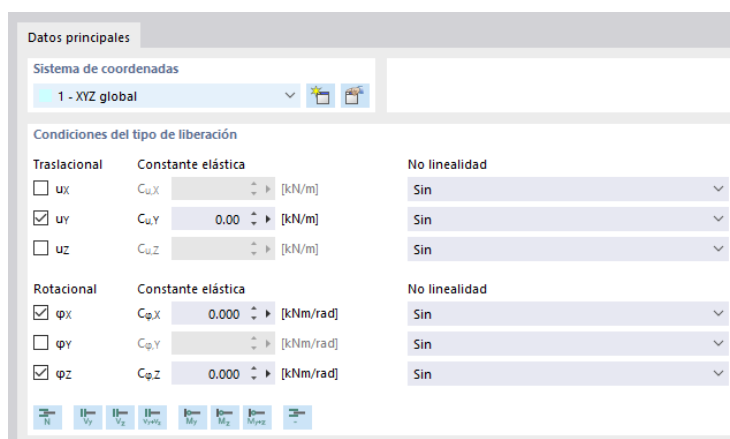 Datos principales
Sistema de coordenadas
1 - XYZ global
Condiciones del tipo de liberación
Traslacional Constante elástica No linealidad
uX Cu,X [kN/m] Sin
uY Cu,Y 0.00 [kN/m] Sin
uZ Cu,Z [kN/m] Sin
Rotacional Constante elástica No linealidad
φX Cφ,X 0.000 [kNm/rad] Sin
φY Cφ,Y [kNm/rad] Sin
φZ Cφ,Z 0.000 [kNm/rad] Sin
N Vy Vz Vy+Vz My Mz My+z -